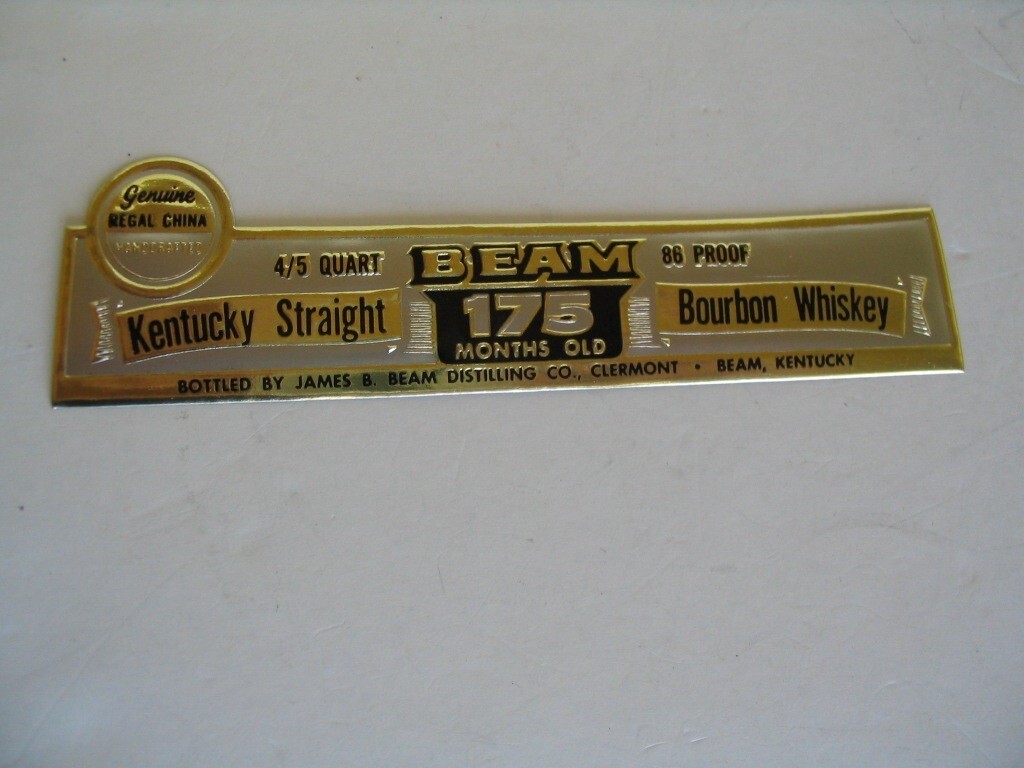 Genuine
REGAL CHINA
HANDCRAFTED
4/5 QUART
BEAM
86 PROOF
Kentucky Straight
175
Bourbon Whiskey
MONTHS OLD
BOTTLED BY JAMES B. BEAM DISTILLING CO., CLERMONT • BEAM, KENTUCKY